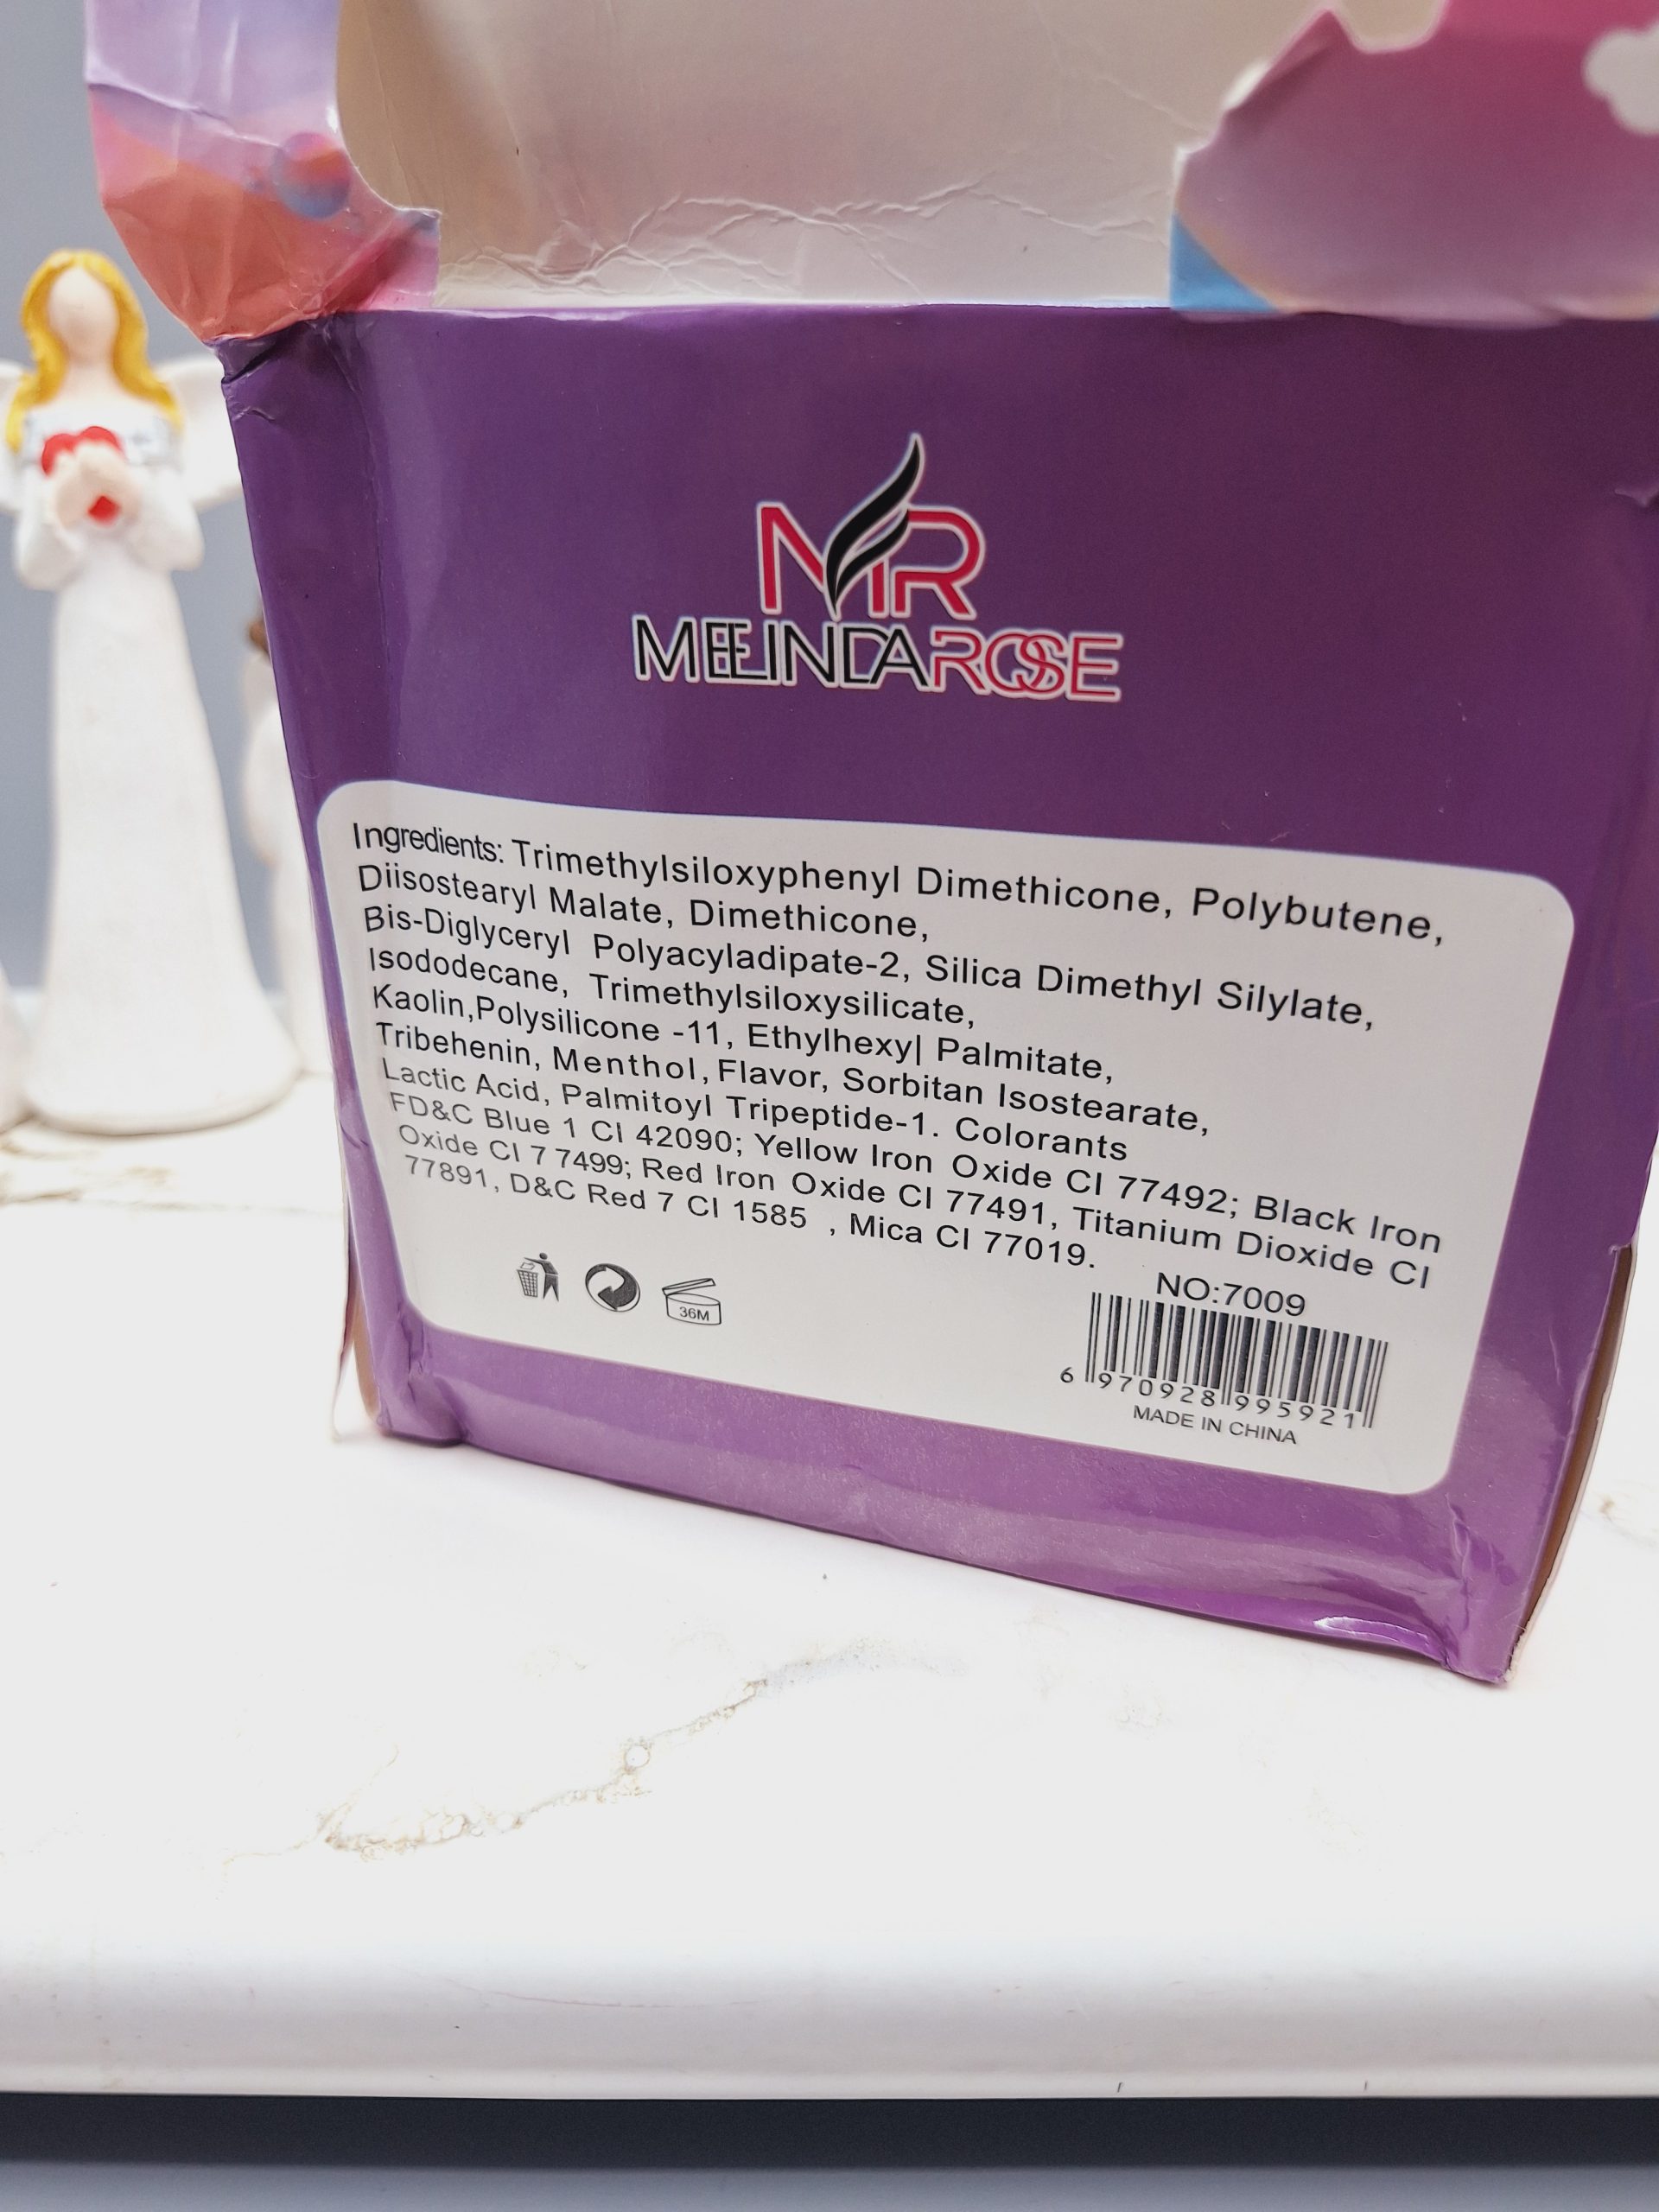 MR
MELINDAROSE
Ingredients: Trimethylsiloxyphenyl Dimethicone, Polybutene,
Diisostearyl Malate, Dimethicone,
Bis-Diglyceryl Polyacyladipate-2, Silica Dimethyl Silylate,
Isododecane, Trimethylsiloxysilicate,
Kaolin,Polysilicone -11, Ethylhexy| Palmitate,
Tribehenin, Menthol, Flavor, Sorbitan Isostearate,
Lactic Acid, Palmitoyl Tripeptide-1. Colorants
FD&C Blue 1 CI 42090; Yellow Iron Oxide CI 77492; Black Iron
Oxide CI 7 7499; Red Iron Oxide CI 77491, Titanium Dioxide CI
77891, D&C Red 7 CI 1585 , Mica CI 77019.
36M
NO:7009
6 970928 995921
MADE IN CHINA